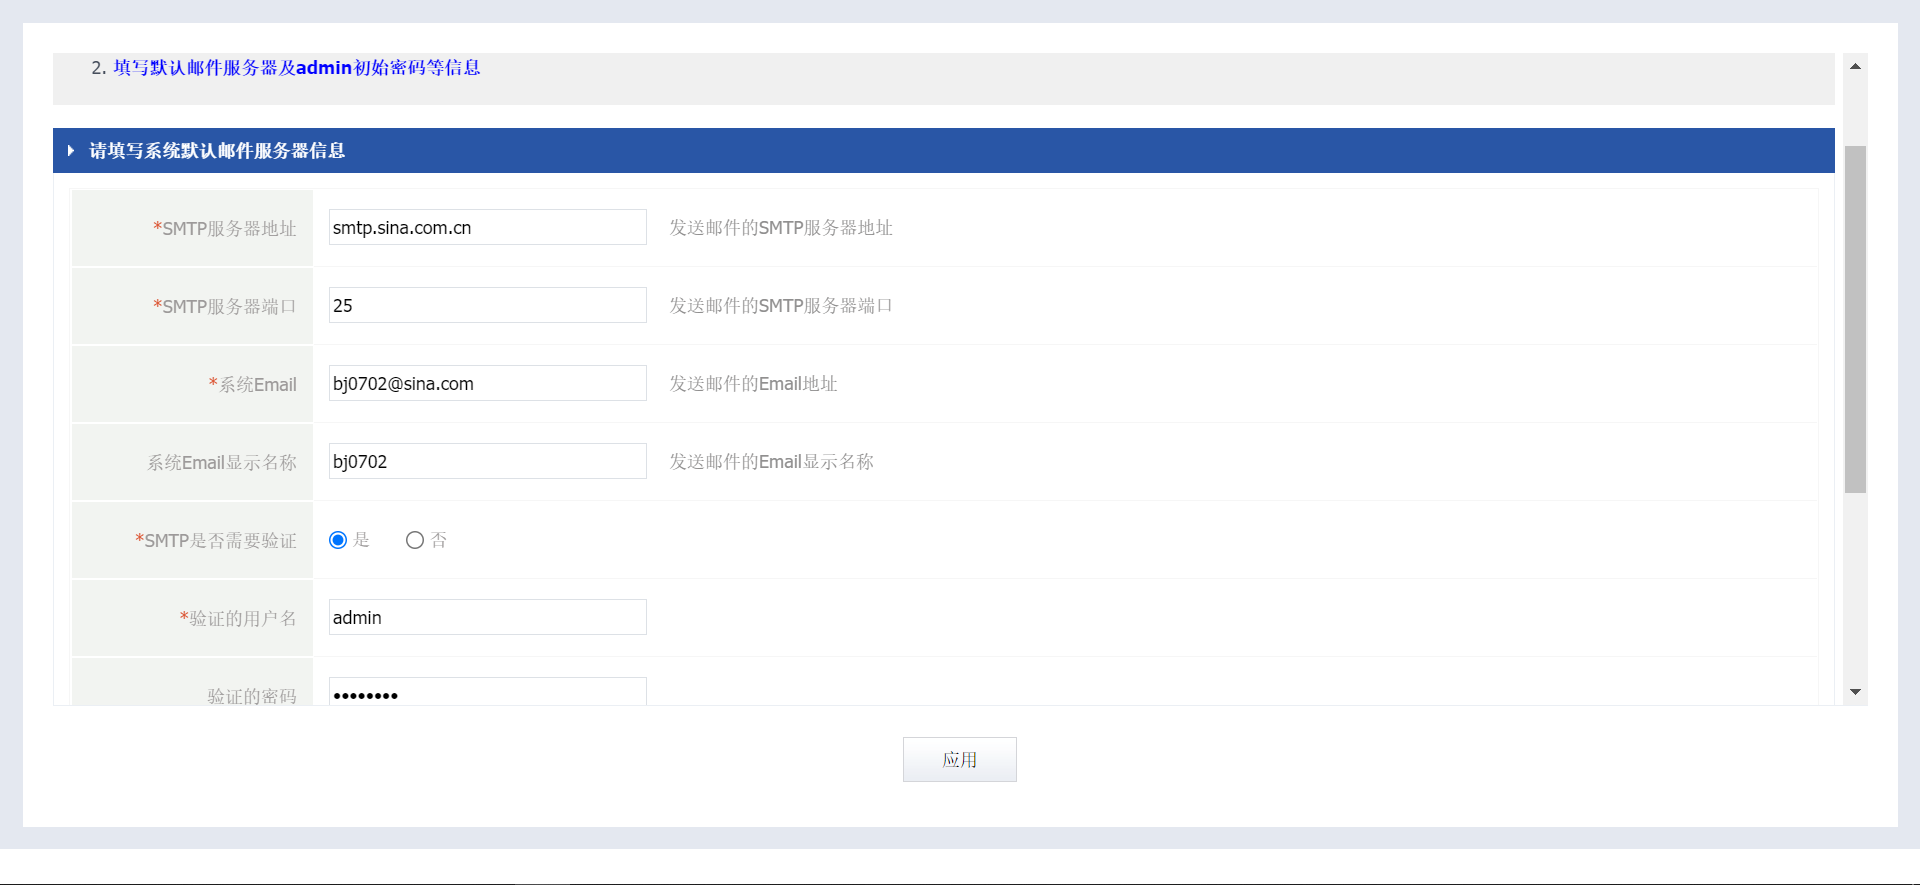 2. 填写默认邮件服务器及admin初始密码等信息
请填写系统默认邮件服务器信息
*SMTP服务器地址 smtp.sina.com.cn 发送邮件的SMTP服务器地址
*SMTP服务器端口 25 发送邮件的SMTP服务器端口
*系统Email bj0702@sina.com 发送邮件的Email地址
系统Email显示名称 bj0702 发送邮件的Email显示名称
*SMTP是否需要验证 是 否
*验证的用户名 admin
验证的密码 ••••••••
应用